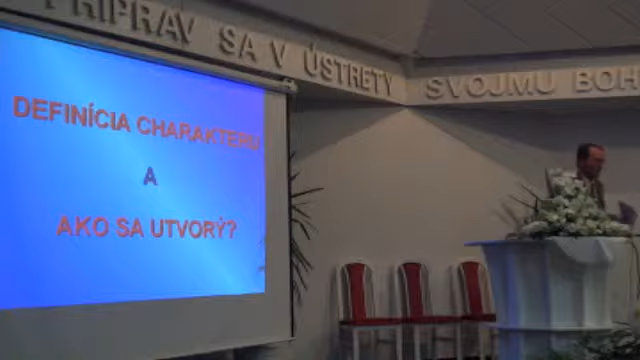 PRIPRAV SA V ÚSTRETY SVOJMU BOH
DEFINÍCIA CHARAKTERU
A
AKO SA UTVORÝ?